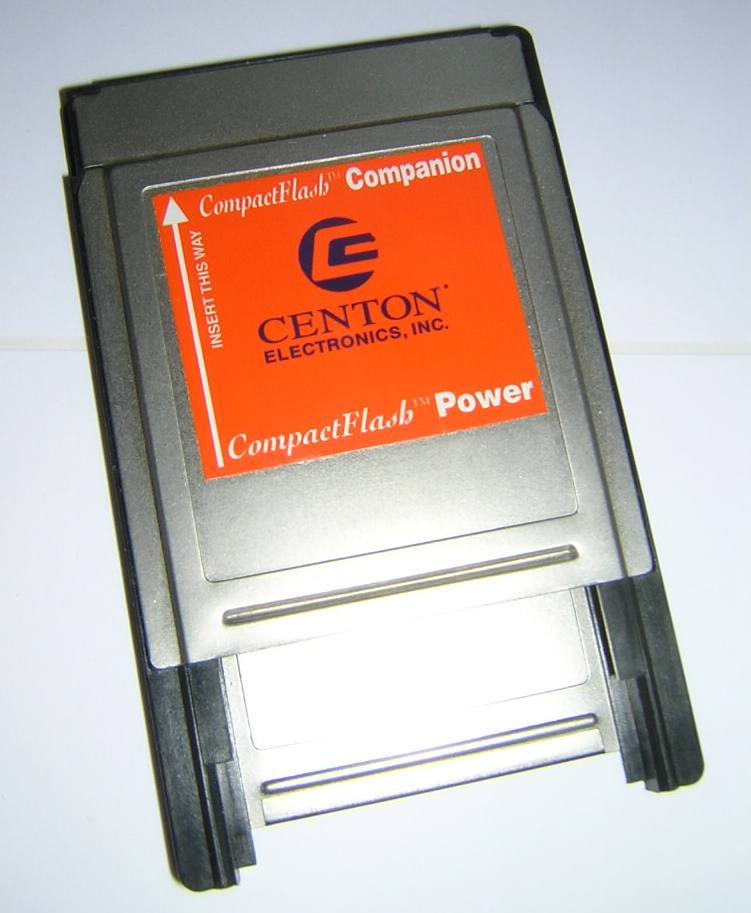 CompactFlash™ Companion
INSERT THIS WAY
CENTON
ELECTRONICS, INC.
CompactFlash™ Power